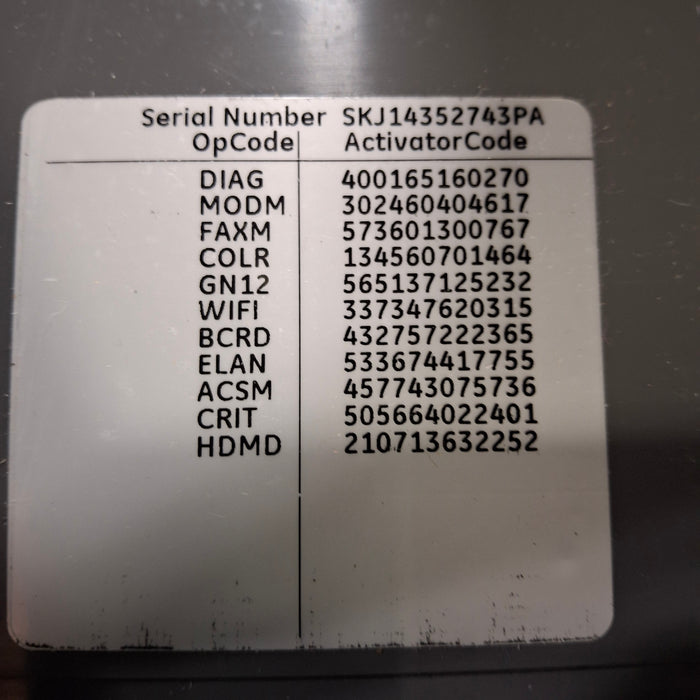 Serial Number SKJ14352743PA
OpCode ActivatorCode
DIAG 400165160270
MODM 302460404617
FAXM 573601300767
COLR 134560701464
GN12 565137125232
WIFI 337347620315
BCRD 432757222365
ELAN 533674417755
ACSM 457743075736
CRIT 505664022401
HDMD 210713632252